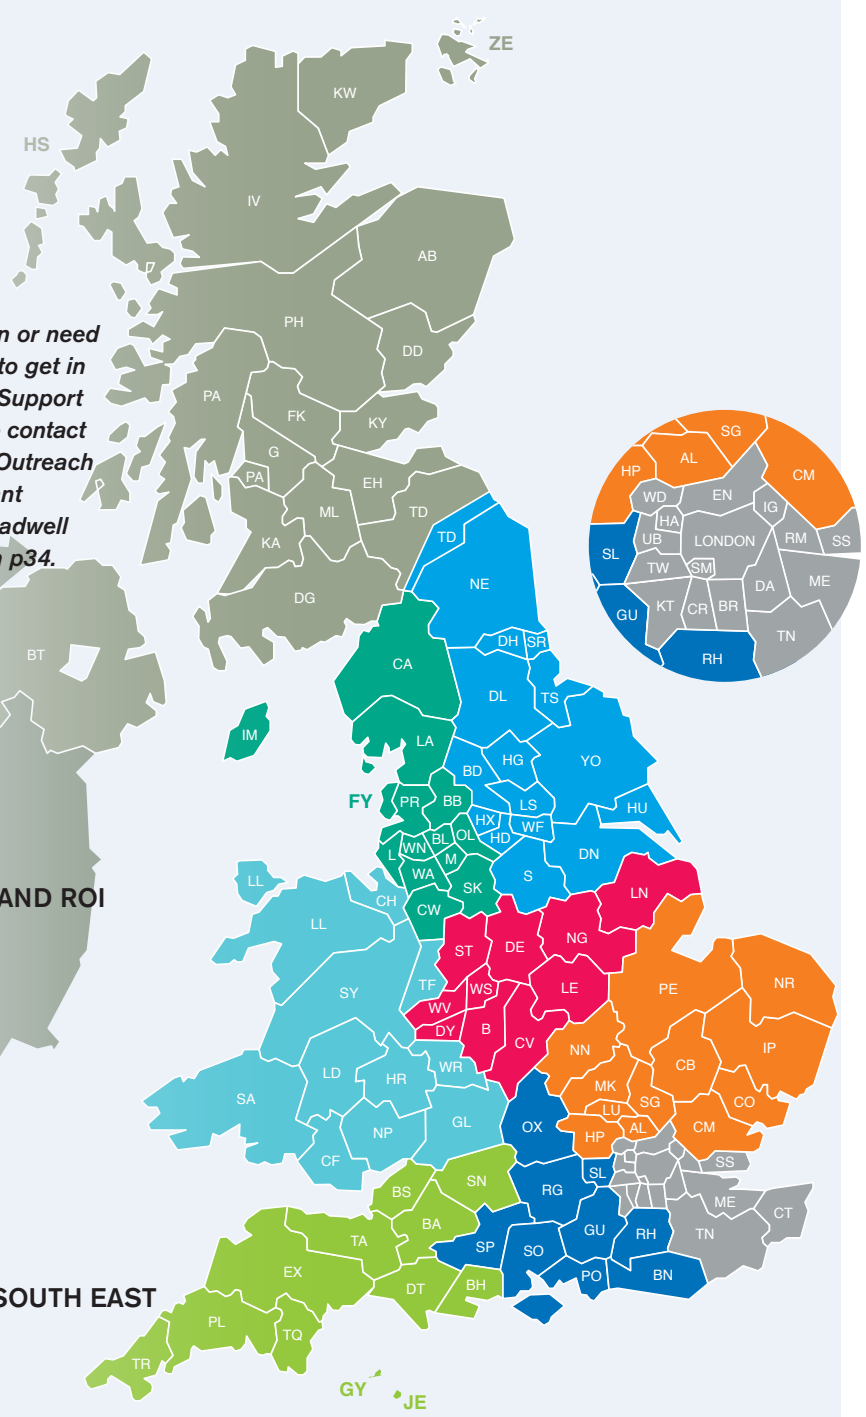 ZE
KW
HS
IV
AB
PH
n or need
to get in
Support
contact
Outreach
nt
adwell
p34.
DD
PA
FK
KY
G
PA
EH
ML
TD
KA
DG
BT
SG
AL
HP
CM
WD
EN
IG
HA
UB
LONDON
RM
SS
SL
TW
SM
DA
ME
GU
KT
CR
BR
TN
RH
TD
NE
DH
SR
CA
DL
TS
IM
LA
BD
HG
YO
FY
PR
BB
LS
HU
HX
WF
OL
BL
HD
WN
L
M
DN
WA
S
SK
LL
CH
CW
LN
AND ROI
LL
ST
DE
NG
TF
WS
LE
PE
NR
SY
WV
DY
B
CV
NN
IP
CB
WR
LD
HR
MK
SA
SG
CO
LU
GL
OX
AL
CM
NP
HP
CF
SS
SL
SN
BS
RG
ME
CT
BA
GU
RH
TN
TA
SP
SO
EX
BN
PO
BH
DT
SOUTH EAST
PL
TQ
TR
GY
JE